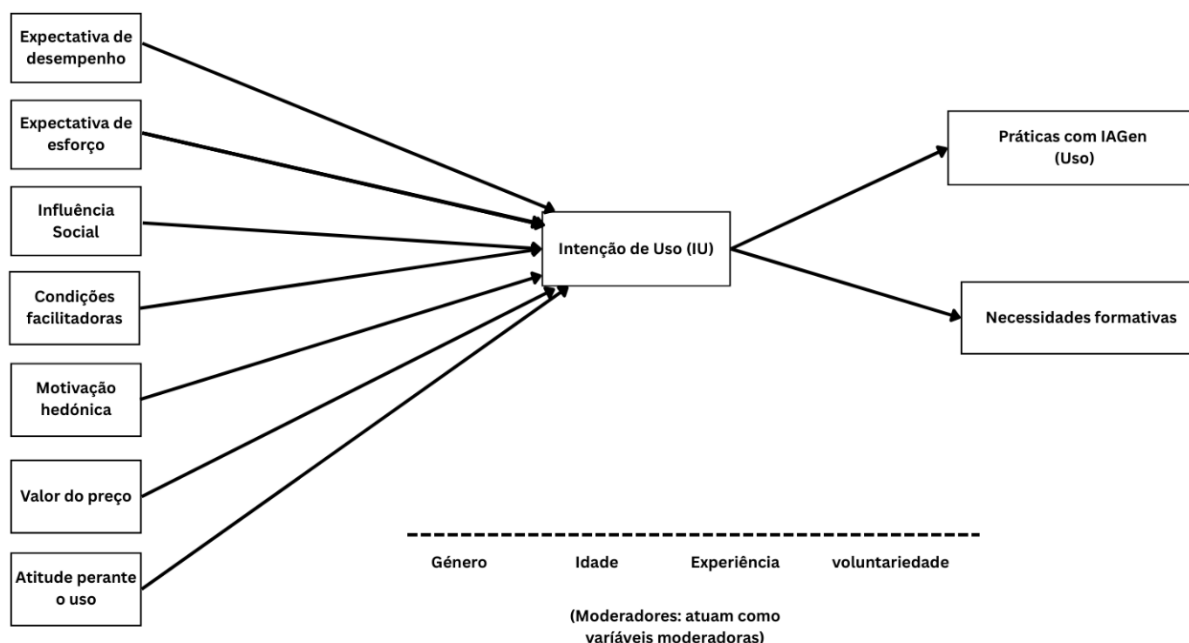 Expectativa de
desempenho
Expectativa de
esforço
Influência
Social
Condições
facilitadoras
Motivação
hedónica
Valor do preço
Atitude perante
o uso
Intenção de Uso (IU)
Práticas com IAGen
(Uso)
Necessidades formativas
Género Idade Experiência voluntariedade
(Moderadores: atuam como
varíáveis moderadoras)